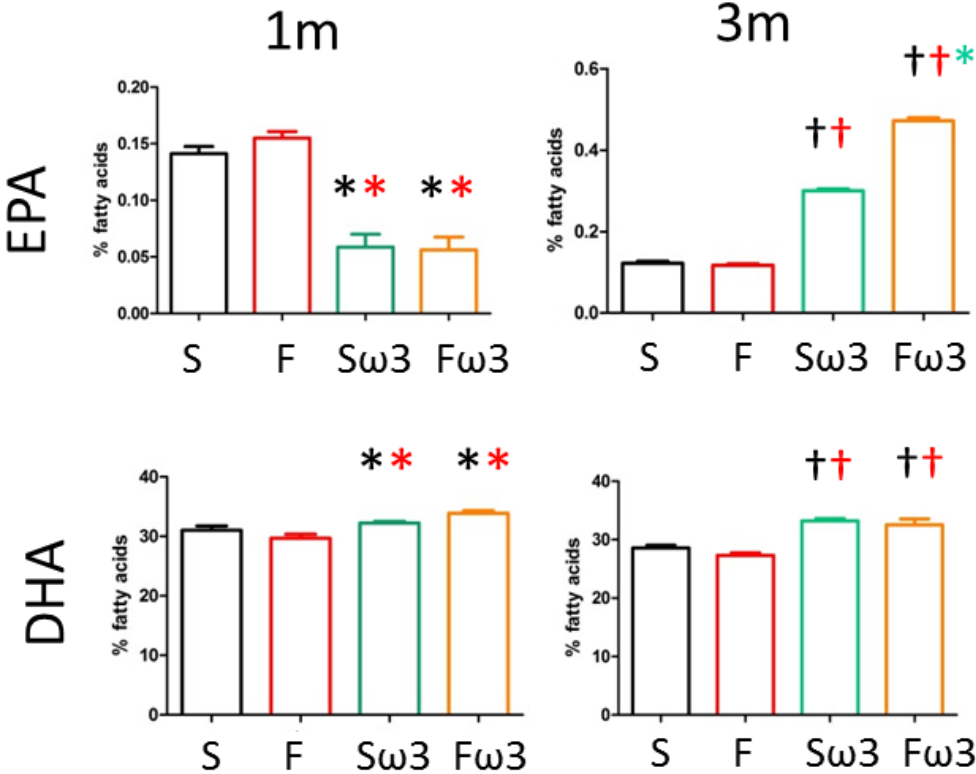 1m
3m
EPA
% fatty acids
0.20
0.15
0.10
0.05
0.00
* * * *
S F Sω3 Fω3
% fatty acids
0.6
0.4
0.2
0.0
†† ††*
S F Sω3 Fω3
DHA
% fatty acids
40
30
20
10
0
* * * *
S F Sω3 Fω3
% fatty acids
40
30
20
10
0
†† ††
S F Sω3 Fω3